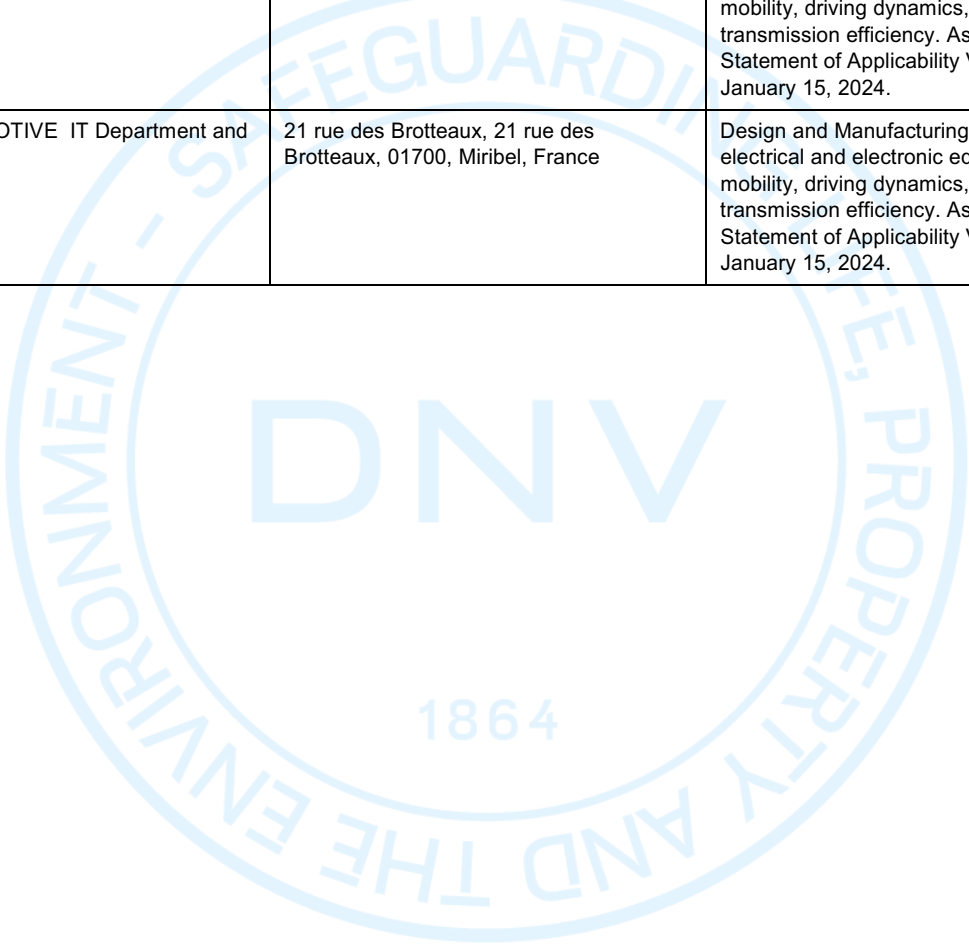 mobility, driving dynamics,
transmission efficiency. As
Statement of Applicability V
January 15, 2024.
OTIVE IT Department and
21 rue des Brotteaux, 21 rue des
Brotteaux, 01700, Miribel, France
Design and Manufacturing
electrical and electronic ec
mobility, driving dynamics,
transmission efficiency. As
Statement of Applicability V
January 15, 2024.
SAFEGUARDING LIFE, PROPERTY AND THE ENVIRONMENT -
DNV
1864